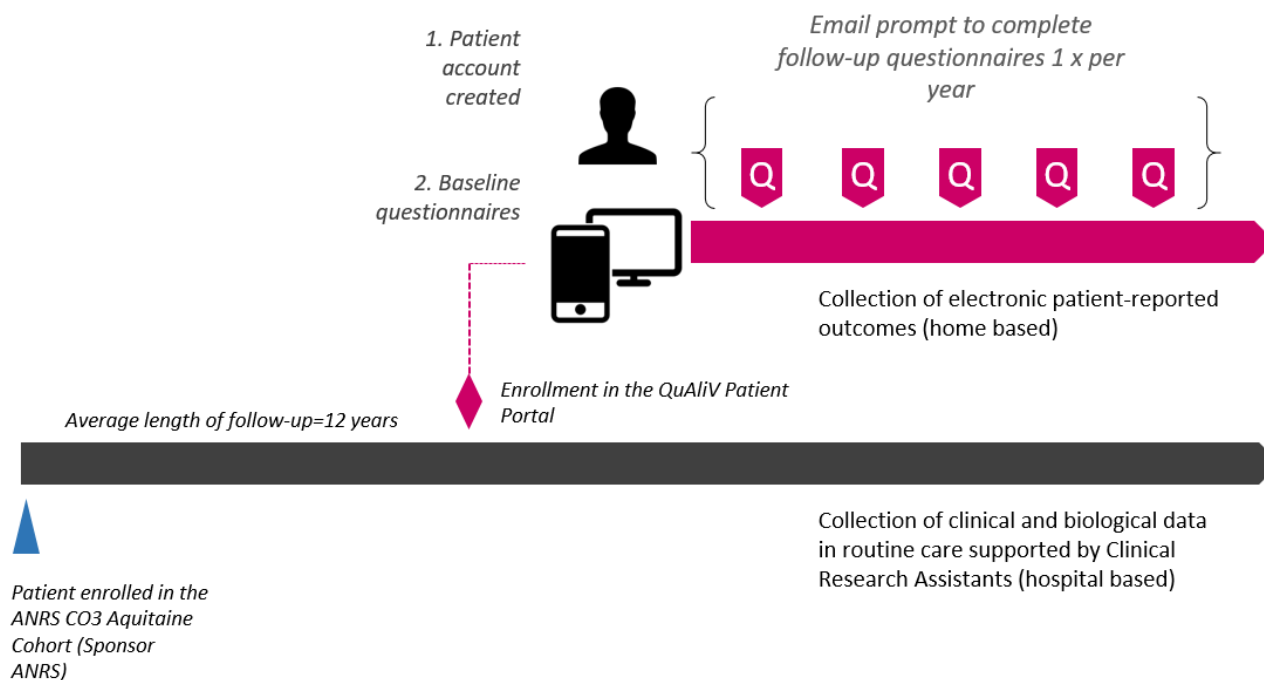 1. Patient
account
created
Email prompt to complete
follow-up questionnaires 1 x per
year
2. Baseline
questionnaires
Q Q Q Q Q
Collection of electronic patient-reported
outcomes (home based)
Enrollment in the QuAliV Patient
Portal
Average length of follow-up=12 years
Collection of clinical and biological data
in routine care supported by Clinical
Research Assistants (hospital based)
Patient enrolled in the
ANRS CO3 Aquitaine
Cohort (Sponsor
ANRS)